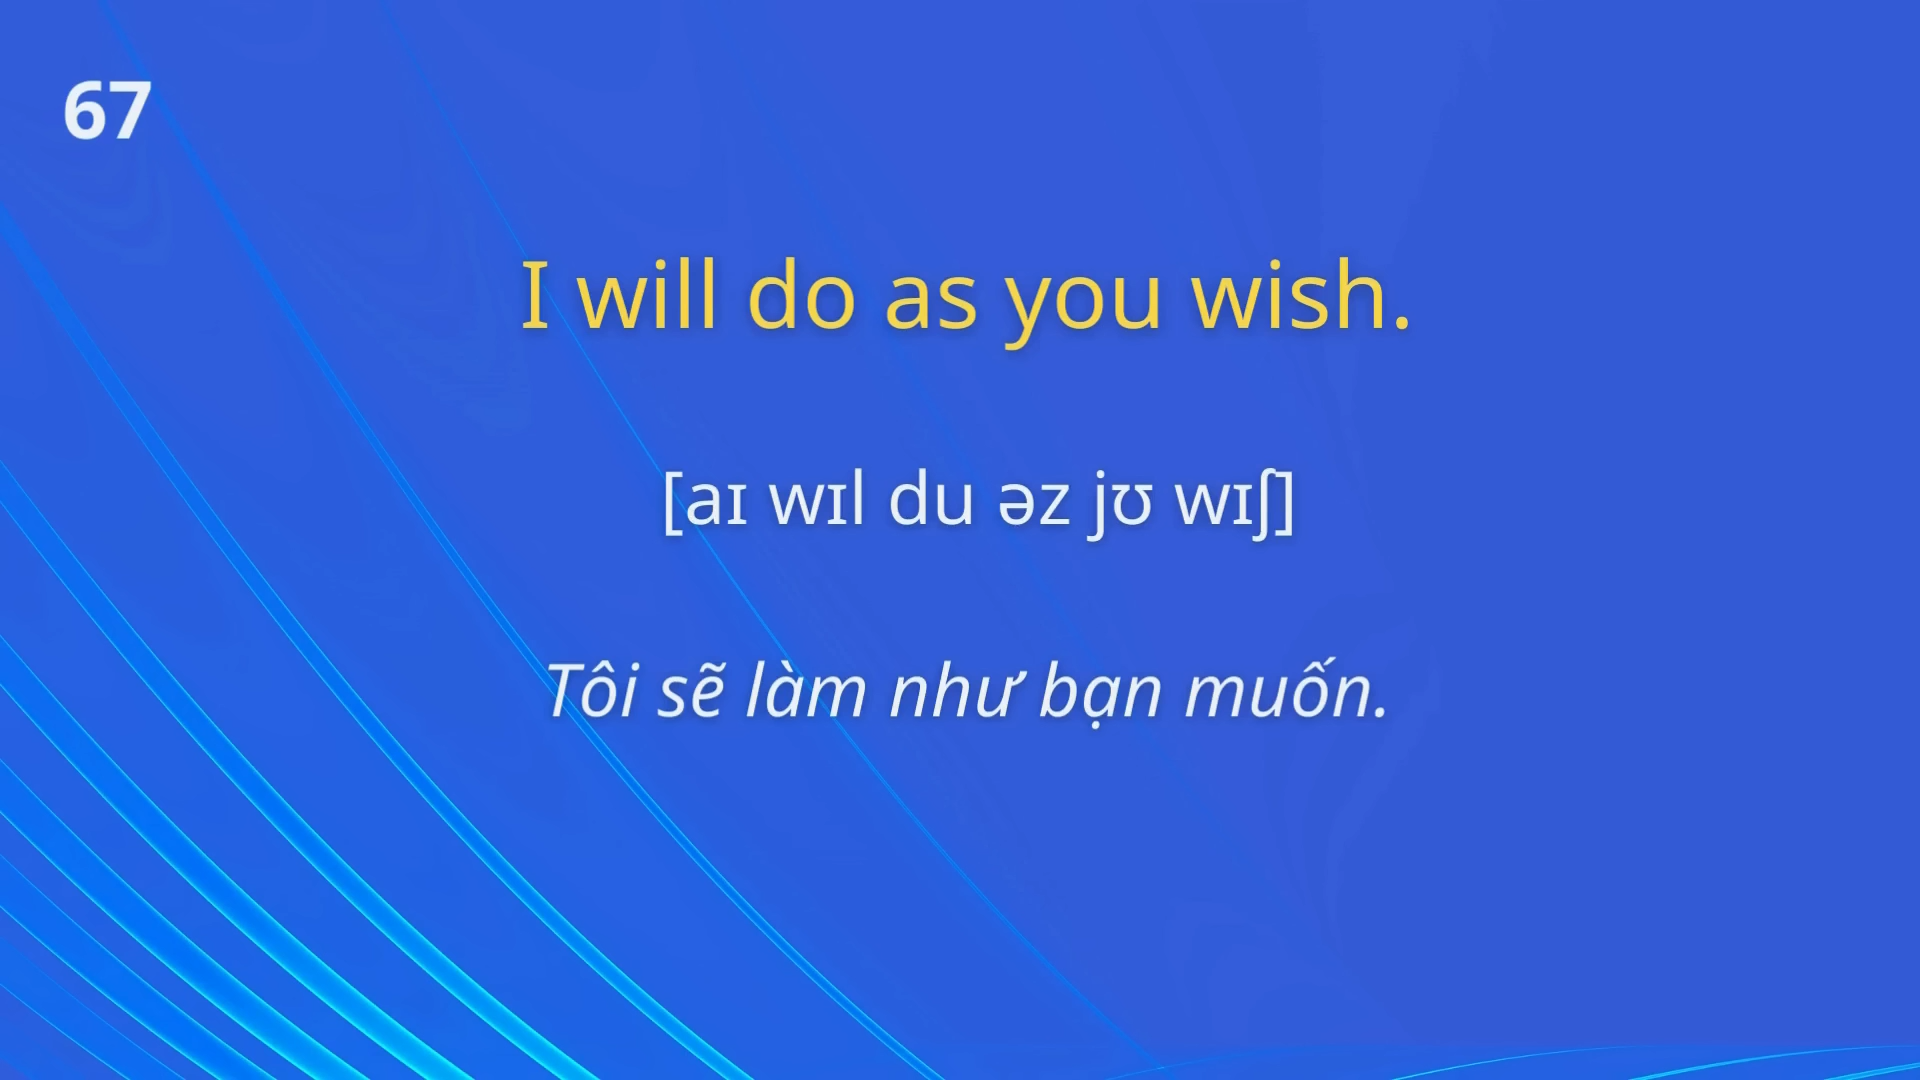 67
I will do as you wish.
[aɪ wɪl du əz jʊ wɪʃ]
Tôi sẽ làm như bạn muốn.